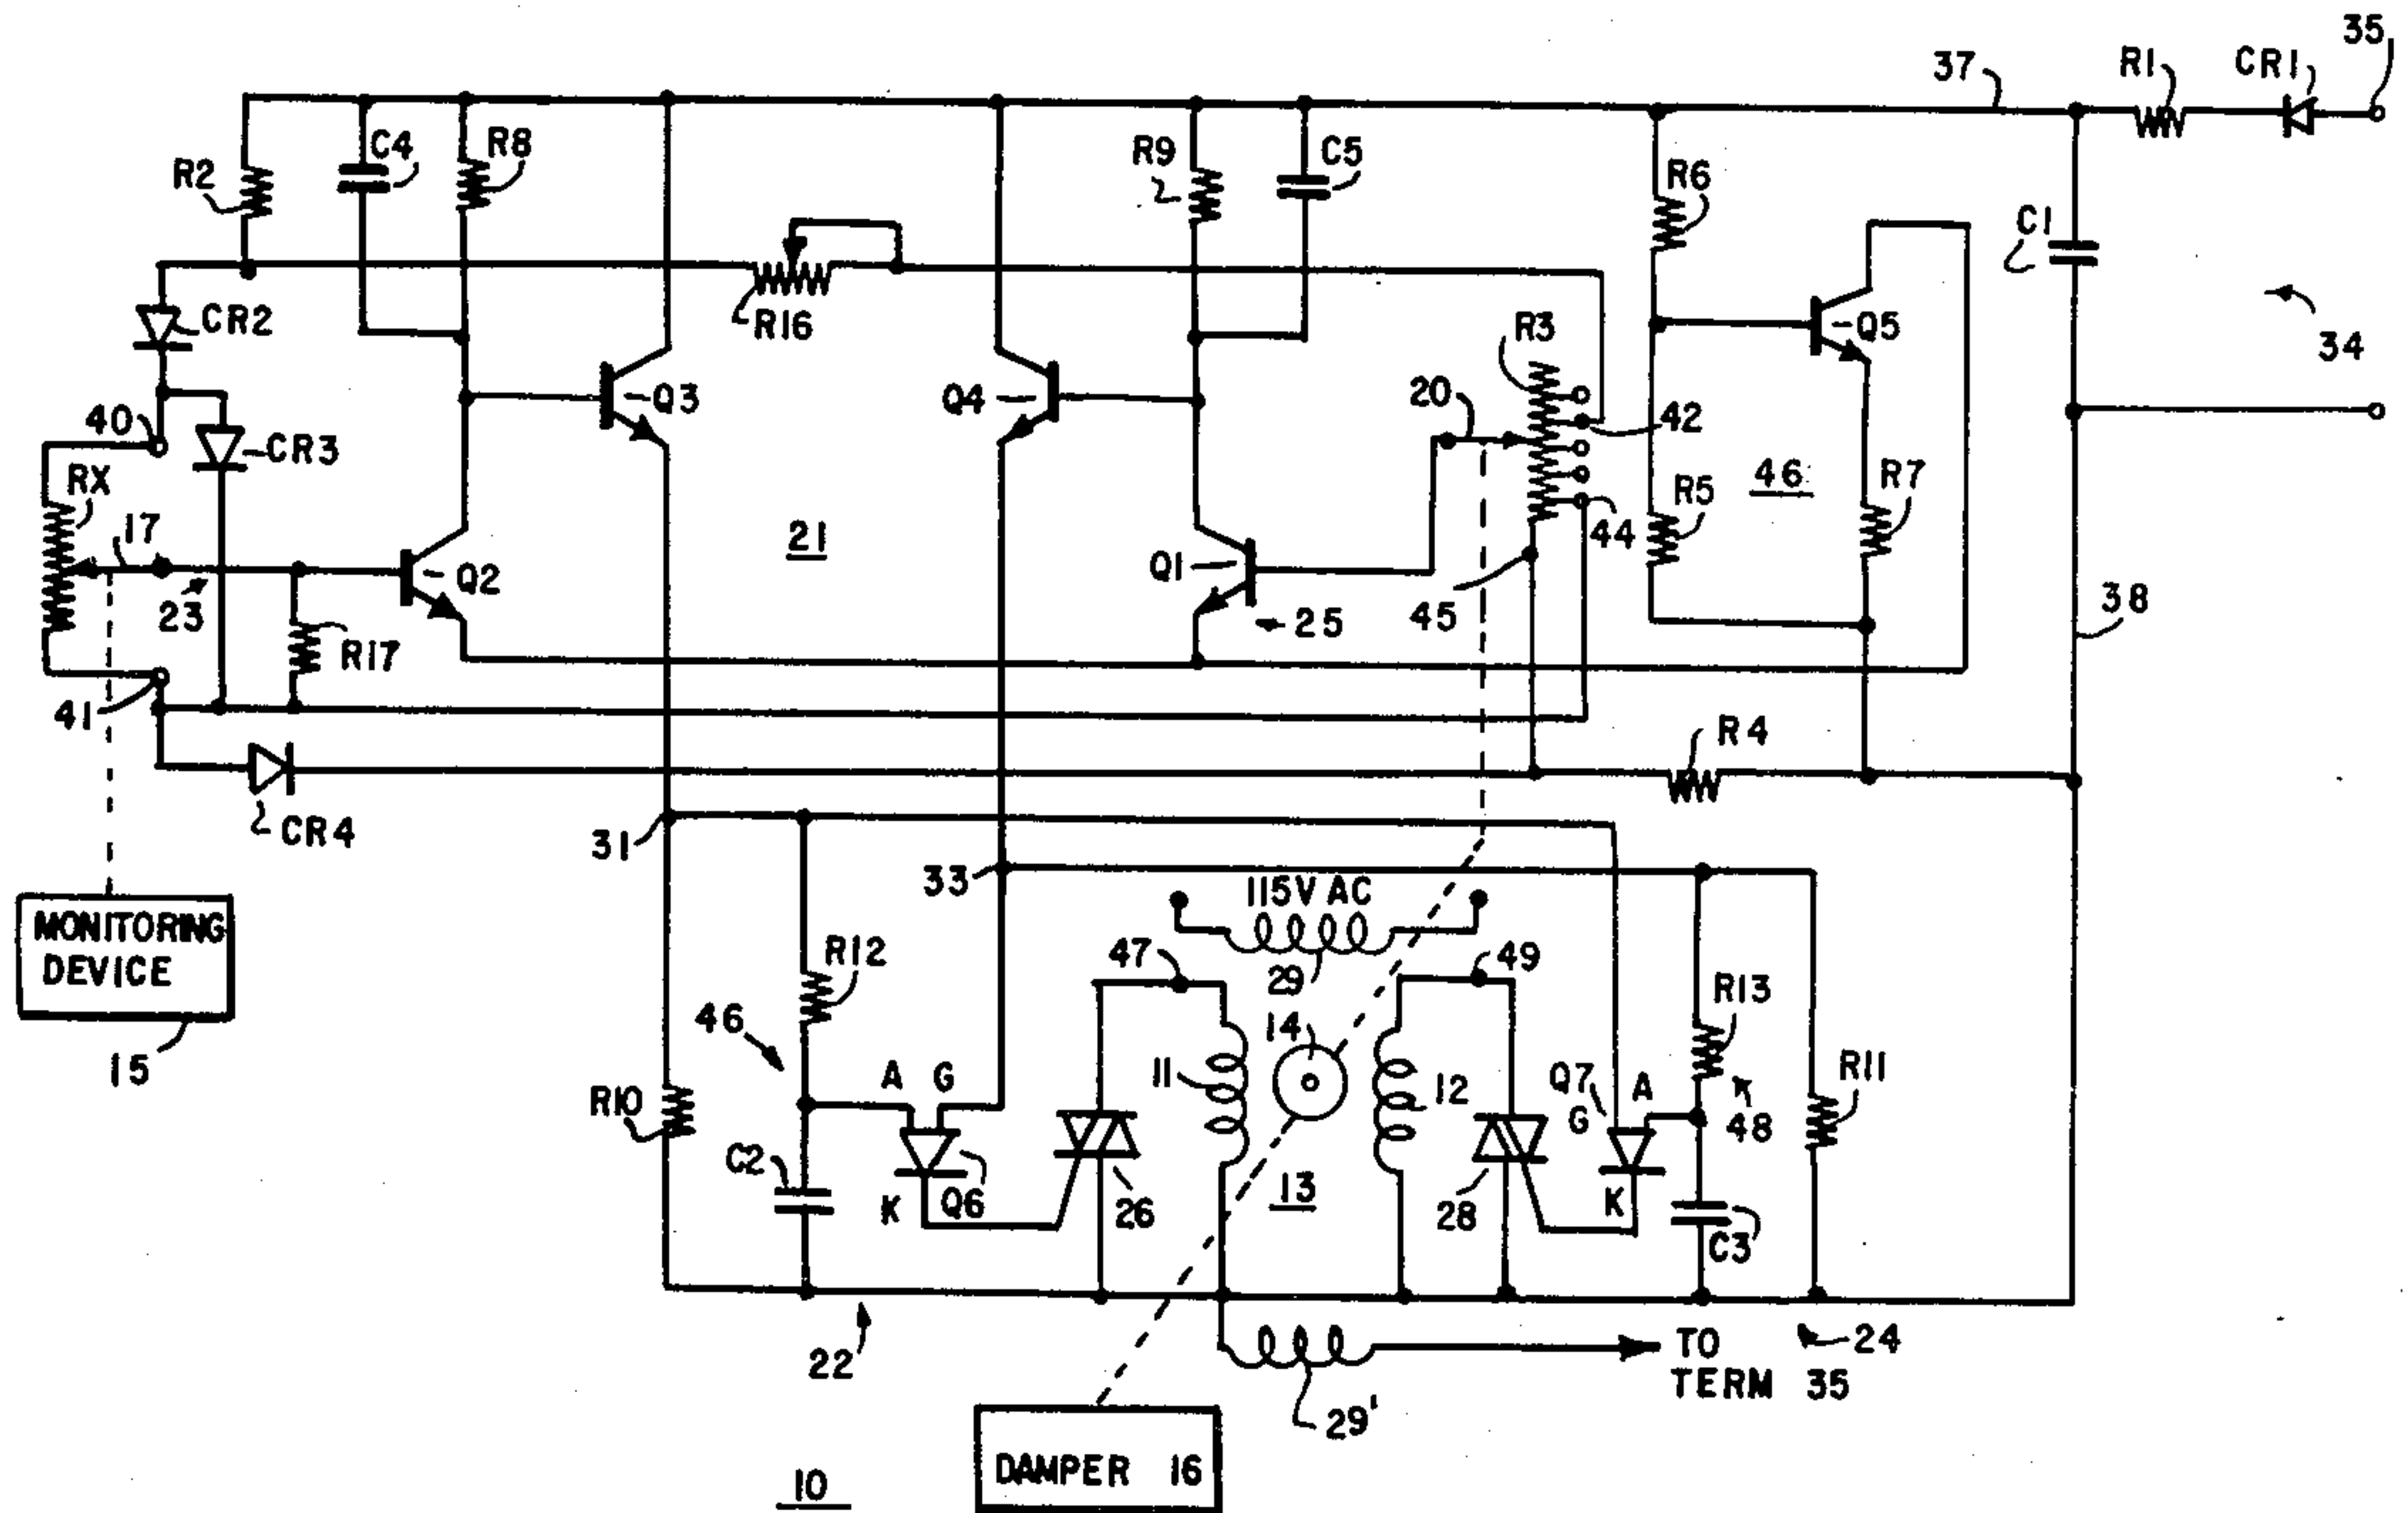 35
37
R1
CR1
R2
C4
R8
R9
C5
R6
C1
34
CR2
R16
R3
Q5
40
CR3
Q3
Q4
20
42
RX
17
21
R5
46
R7
44
23
Q2
Q1
25
45
38
R17
41
R4
CR4
31
33
115V AC
MONITORING
DEVICE
15
R12
47
29
49
R13
46
14
11
12
Q7
A
G
48
R11
R10
A G
C2
K
Q6
26
13
28
K
C3
22
29'
TO
TERM 35
24
DAMPER 16
10